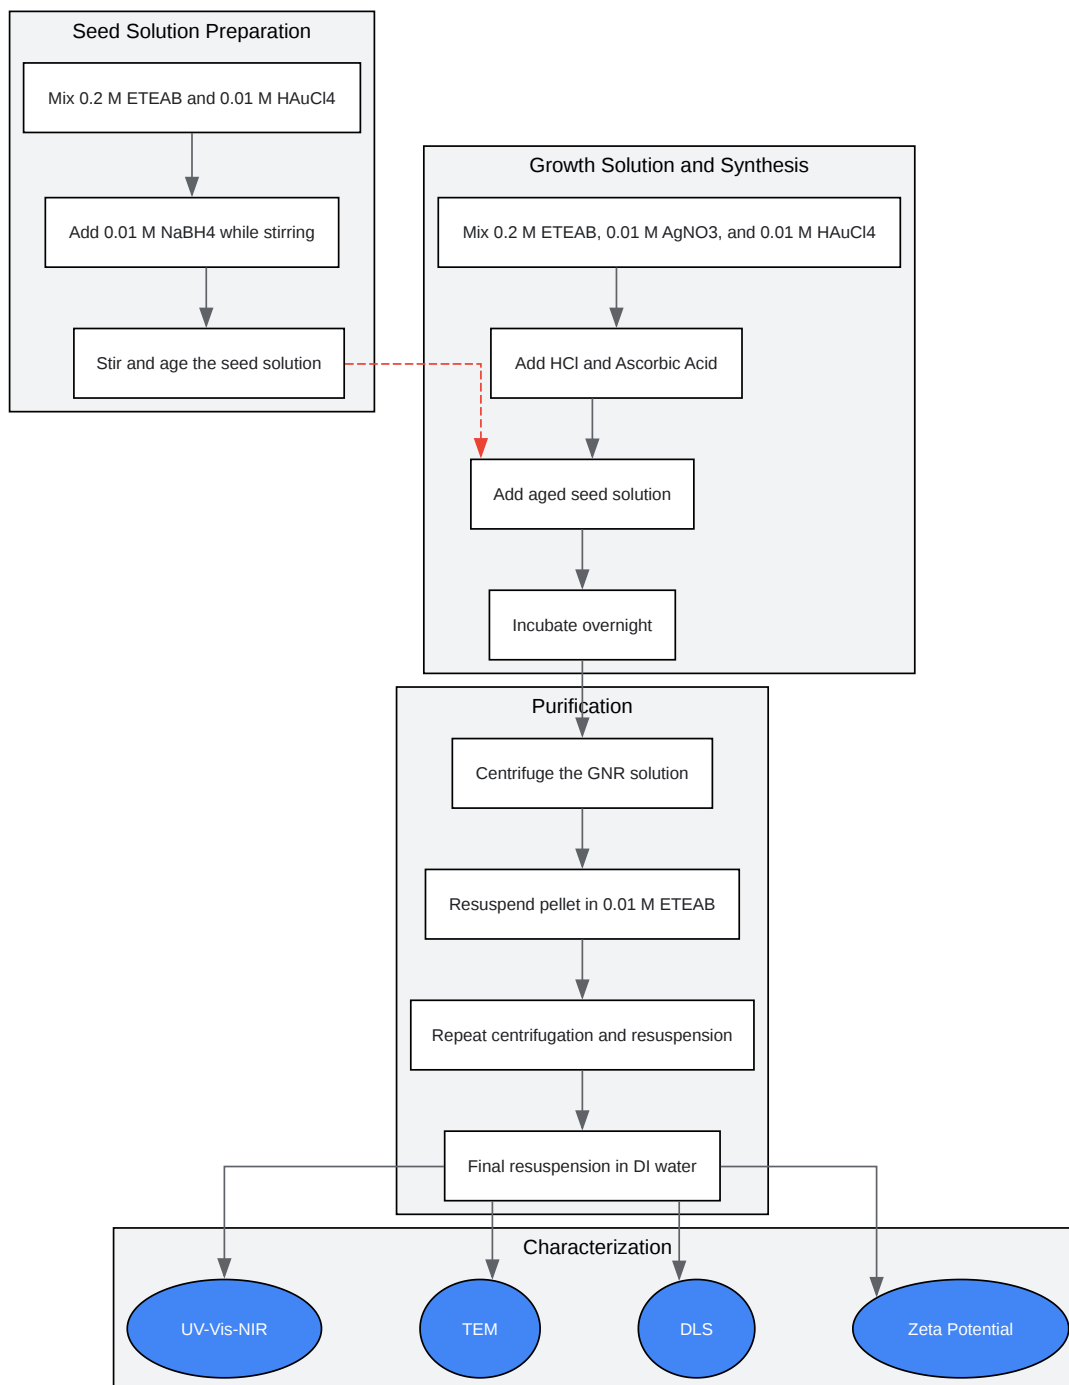 Seed Solution Preparation
Mix 0.2 M ETEAB and 0.01 M HAuCl4
Add 0.01 M NaBH4 while stirring
Stir and age the seed solution
Growth Solution and Synthesis
Mix 0.2 M ETEAB, 0.01 M AgNO3, and 0.01 M HAuCl4
Add HCl and Ascorbic Acid
Add aged seed solution
Incubate overnight
Purification
Centrifuge the GNR solution
Resuspend pellet in 0.01 M ETEAB
Repeat centrifugation and resuspension
Final resuspension in DI water
Characterization
UV-Vis-NIR
TEM
DLS
Zeta Potential